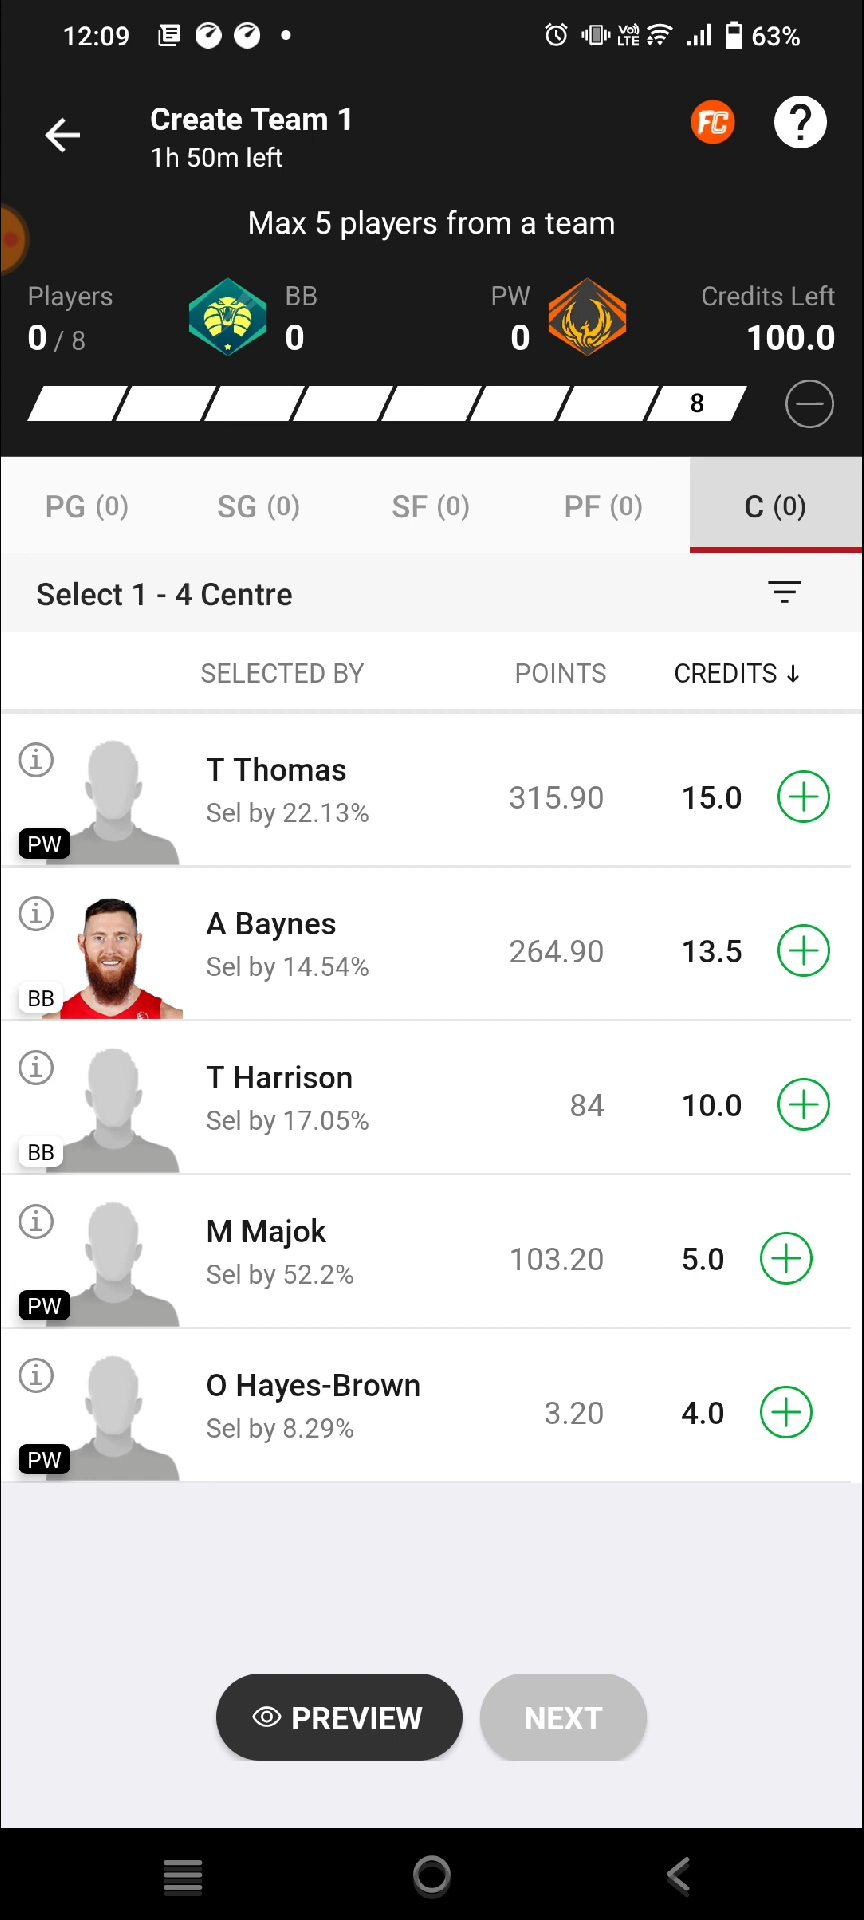 12:09
VoD LTE 63%
Create Team 1
1h 50m left
FC ?
Max 5 players from a team
Players
0 / 8
BB
0
PW
0
Credits Left
100.0
8
PG (0) SG (0) SF (0) PF (0) C (0)
Select 1 - 4 Centre
SELECTED BY POINTS CREDITS ↓
i
T Thomas
Sel by 22.13%
PW
315.90 15.0
i
A Baynes
Sel by 14.54%
BB
264.90 13.5
i
T Harrison
Sel by 17.05%
BB
84 10.0
i
M Majok
Sel by 52.2%
PW
103.20 5.0
i
O Hayes-Brown
Sel by 8.29%
PW
3.20 4.0
PREVIEW NEXT